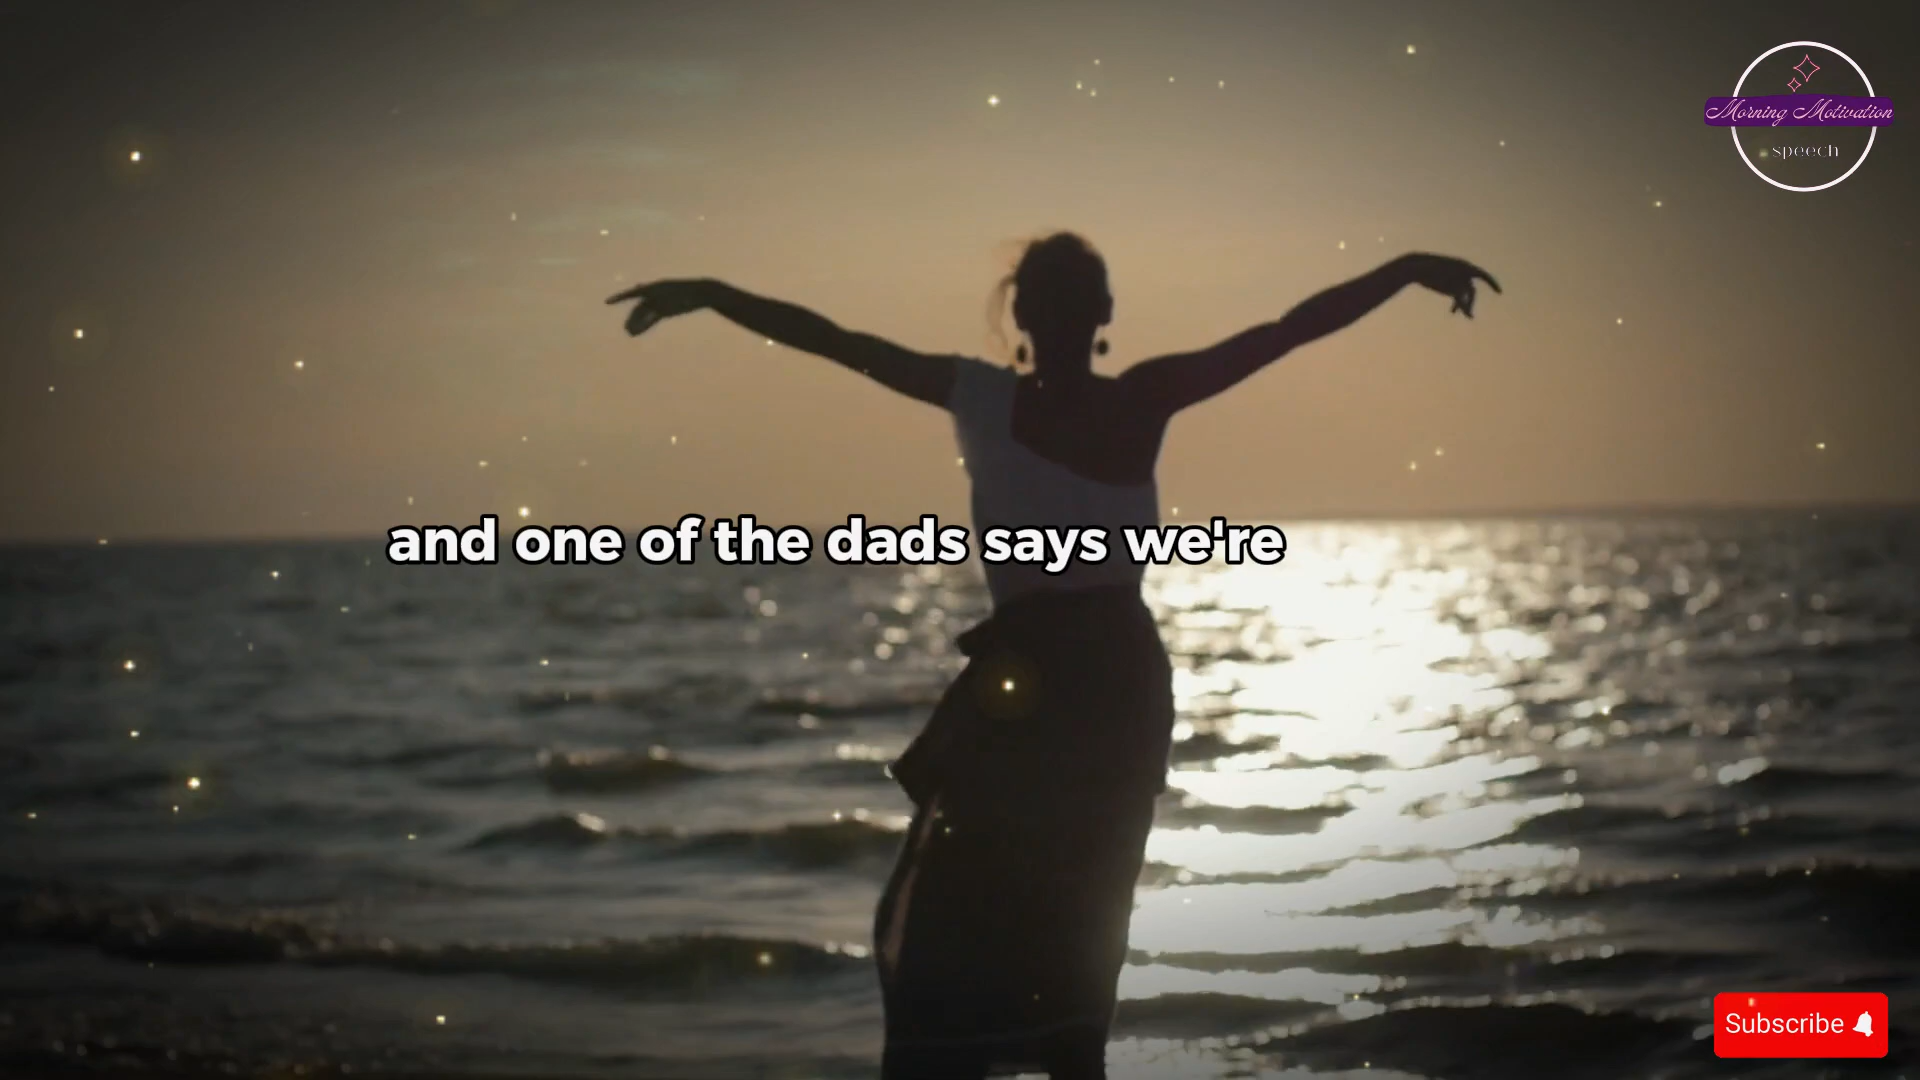 Morning Motivation
speech
and one of the dads says we're
Subscribe